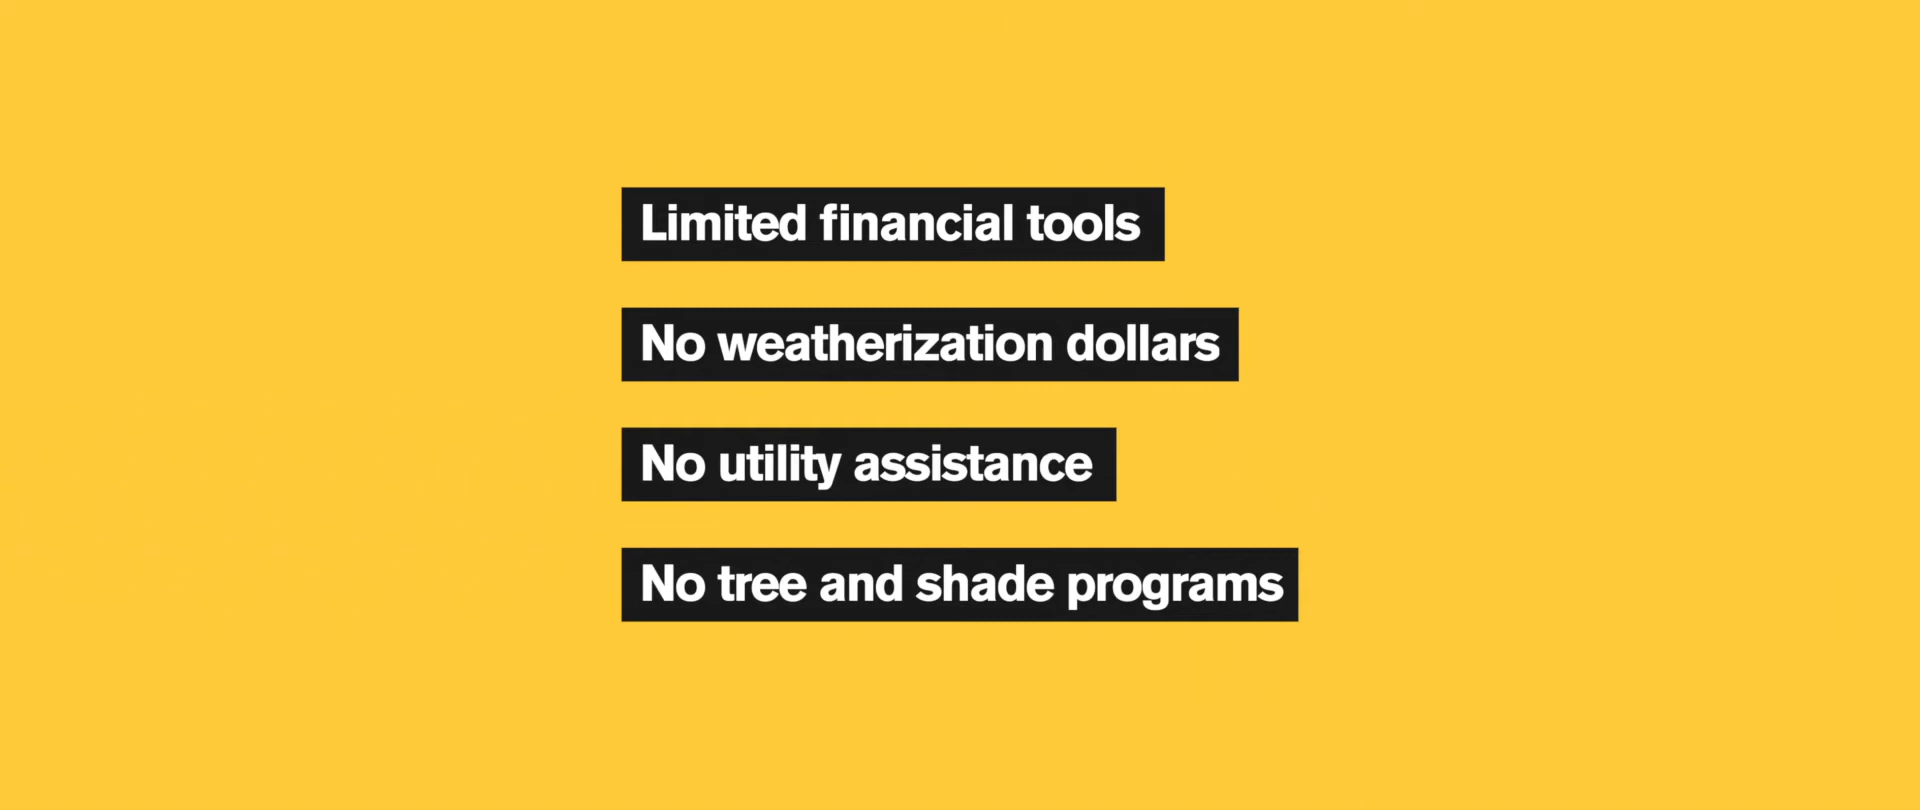 Limited financial tools
No weatherization dollars
No utility assistance
No tree and shade programs